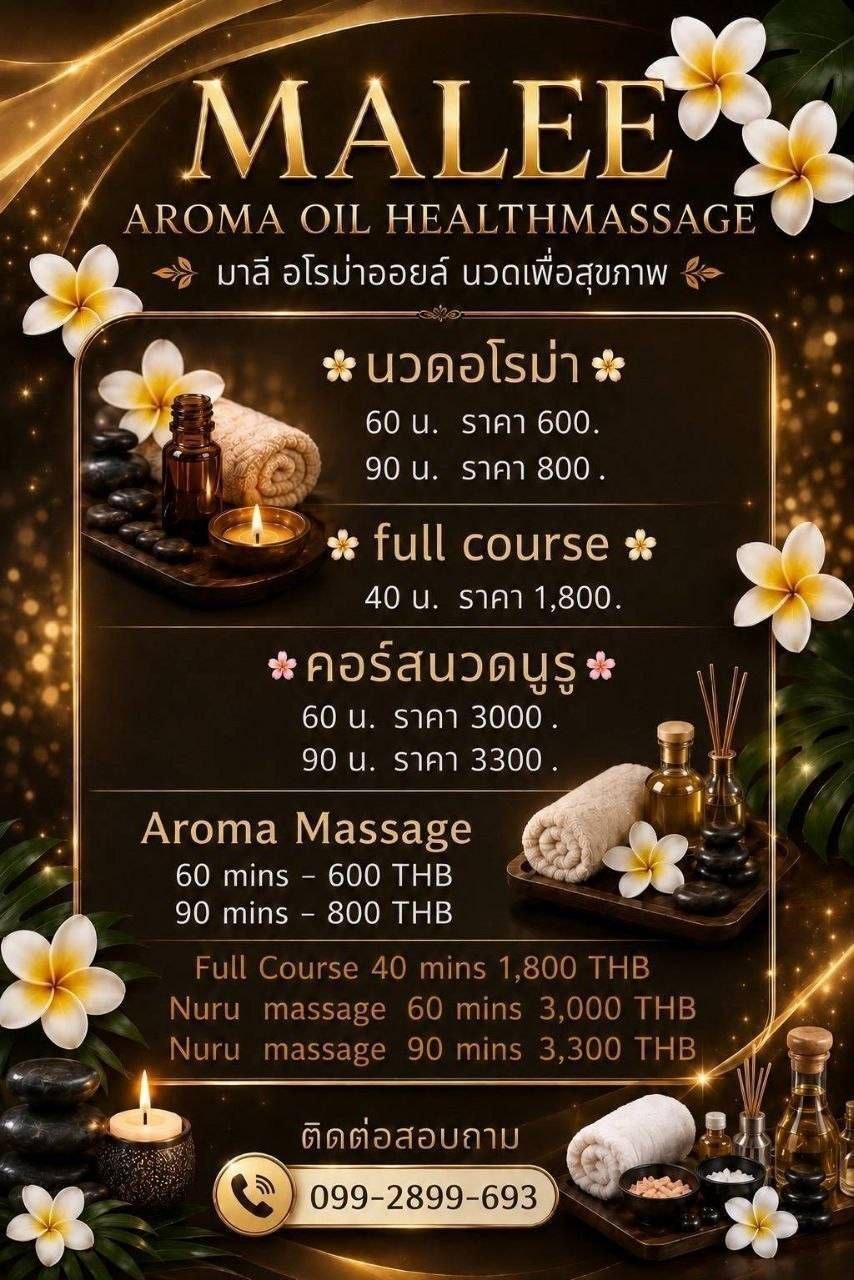 MALEE
AROMA OIL HEALTHMASSAGE
มาลี อโรม่าออยล์ นวดเพื่อสุขภาพ
นวดอโรม่า
60 น. ราคา 600.
90 น. ราคา 800 .
full course
40 น. ราคา 1,800.
คอร์สนวดนูรู
60 น. ราคา 3000 .
90 น. ราคา 3300 .
Aroma Massage
60 mins – 600 THB
90 mins – 800 THB
Full Course 40 mins 1,800 THB
Nuru massage 60 mins 3,000 THB
Nuru massage 90 mins 3,300 THB
ติดต่อสอบถาม
099-2899-693